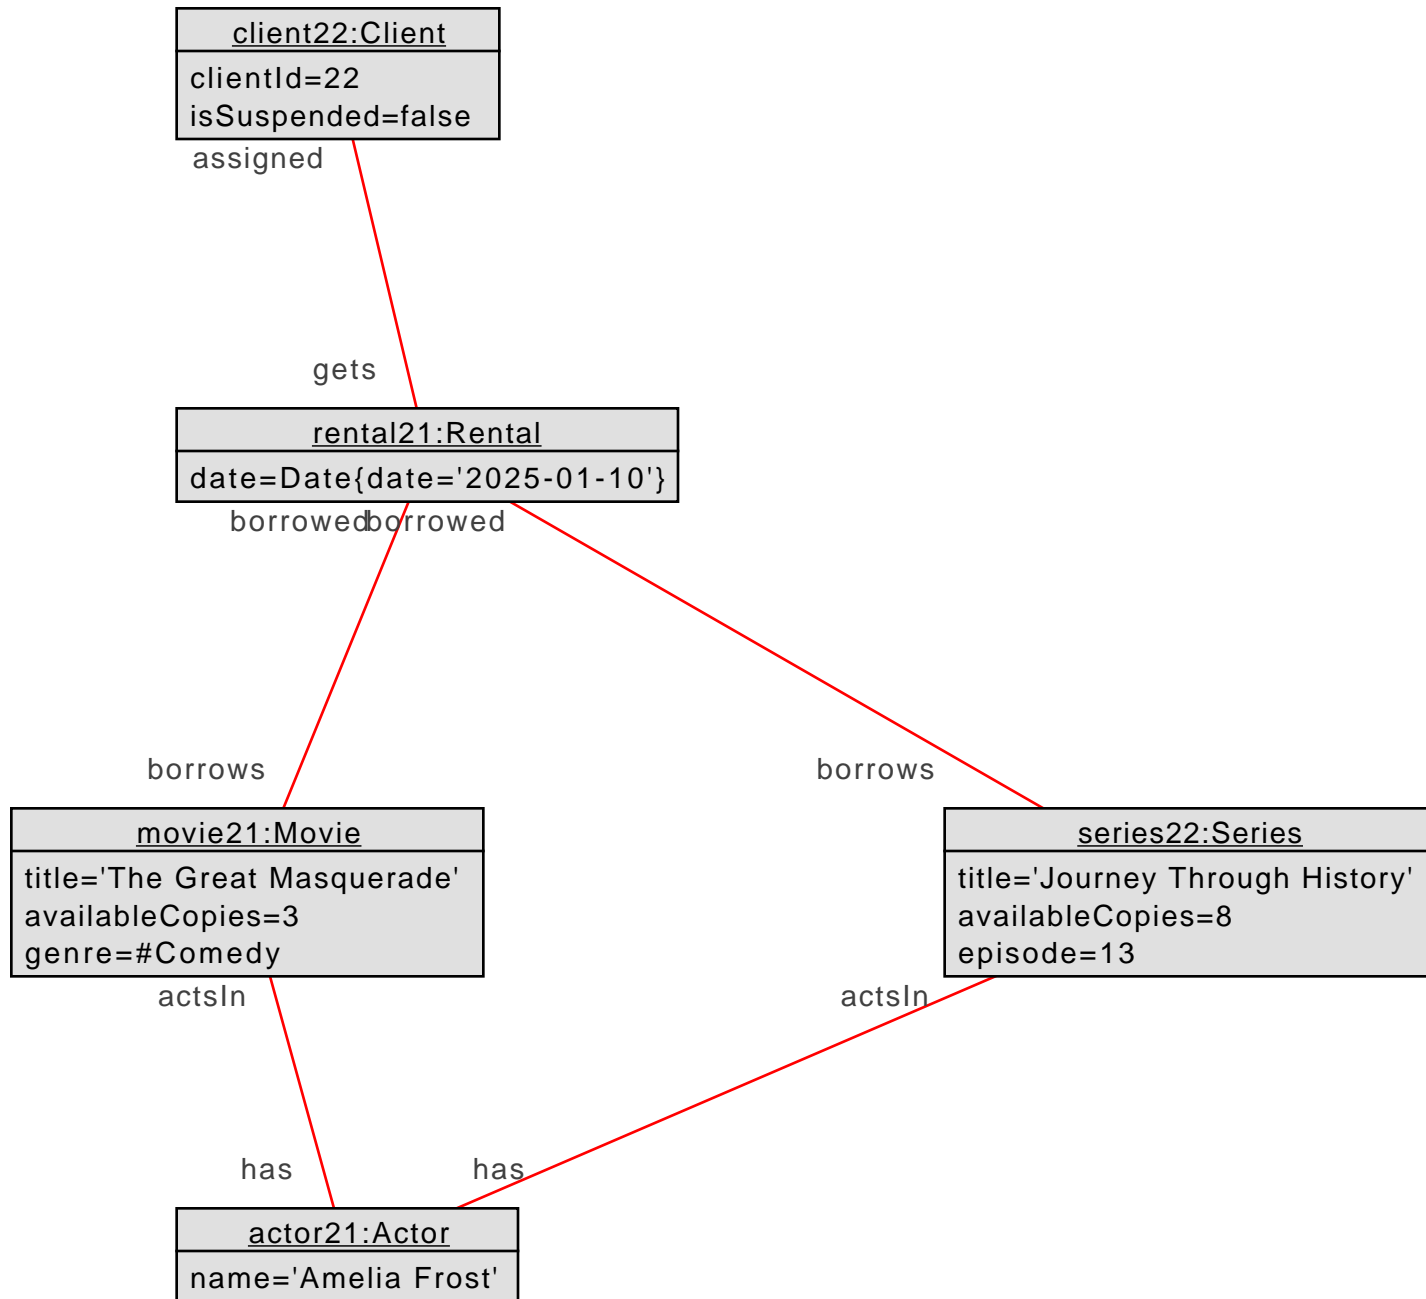 client22:Client
clientId=22
isSuspended=false
assigned
gets
rental21:Rental
date=Date{date='2025-01-10'}
borrowed
borrowed
borrows
borrows
movie21:Movie
title='The Great Masquerade'
availableCopies=3
genre=#Comedy
series22:Series
title='Journey Through History'
availableCopies=8
episode=13
actsIn
actsIn
has
has
actor21:Actor
name='Amelia Frost'